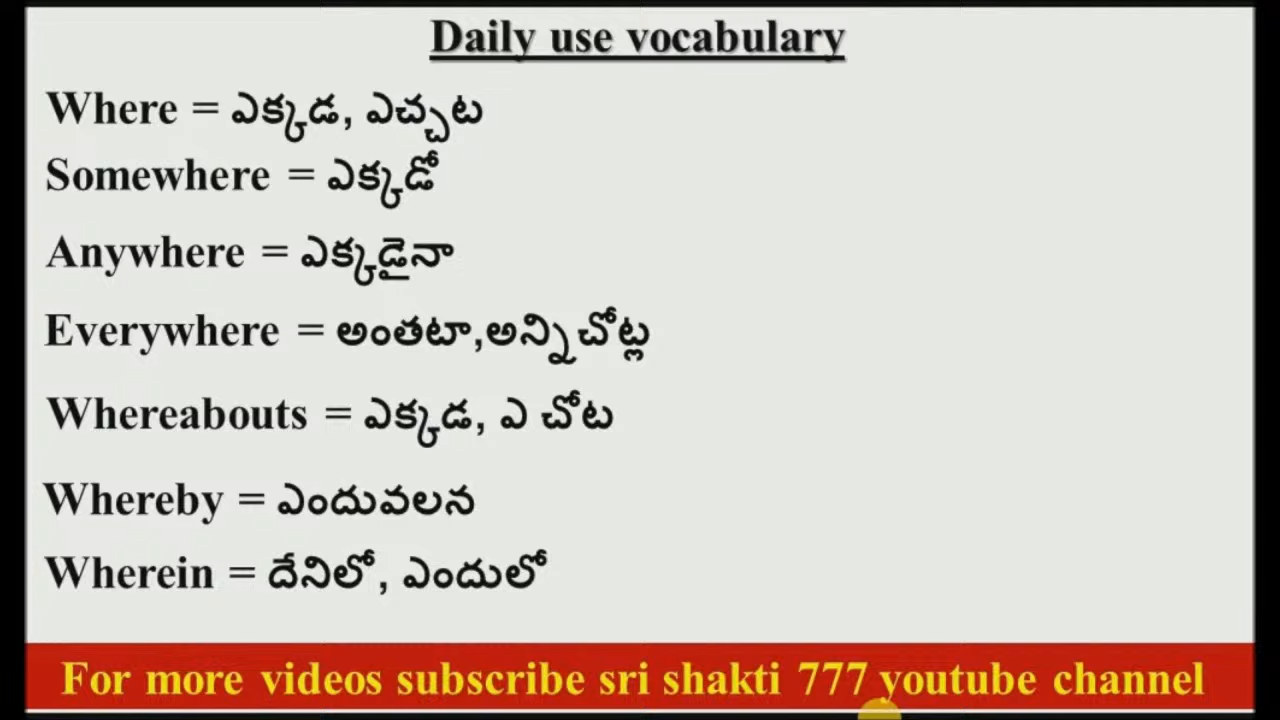 Daily use vocabulary
Where = ఎక్కడ, ఎచ్చట
Somewhere = ఎక్కడో
Anywhere = ఎక్కడైనా
Everywhere = అంతటా,అన్నిచోట్ల
Whereabouts = ఎక్కడ, ఎ చోట
Whereby = ఎందువలన
Wherein = దేనిలో, ఎందులో
For more videos subscribe sri shakti 777 youtube channel